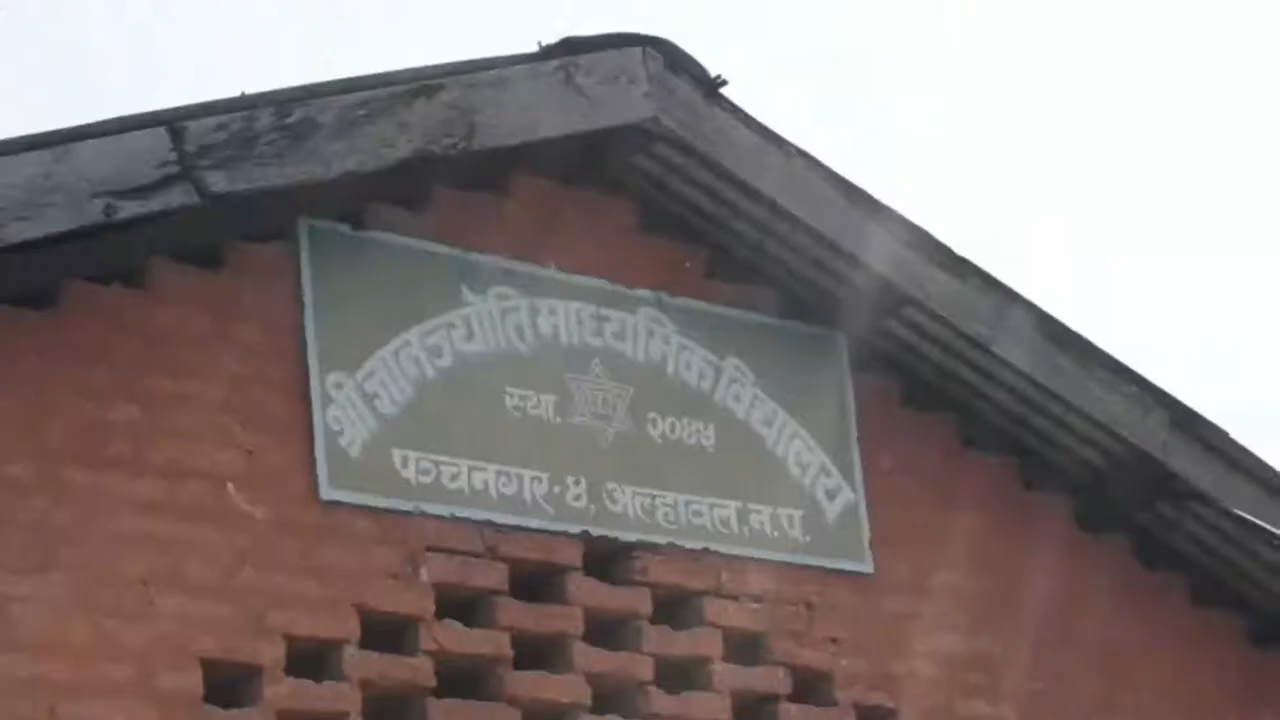 श्री ज्ञानज्योति माध्यमिक विद्यालय
स्था. २०४५
पञ्चनगर-४, अल्हावल, न.प.